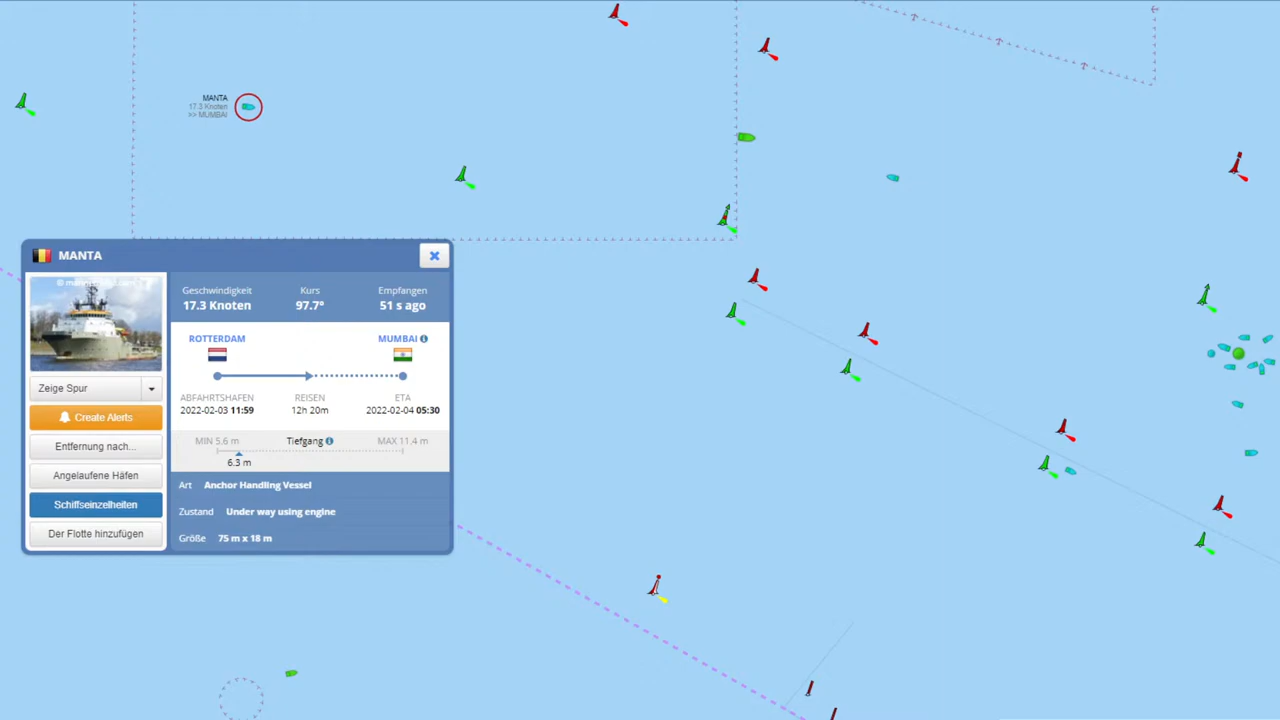 MANTA
17.3 Knoten
>> MUMBAI
MANTA
Geschwindigkeit Kurs Empfangen
17.3 Knoten 97.7° 51 s ago
ROTTERDAM MUMBAI
ABFAHRTSHAFEN REISEN ETA
2022-02-03 11:59 12h 20m 2022-02-04 05:30
MIN 5.6 m Tiefgang MAX 11.4 m
6.3 m
Zeige Spur
Create Alerts
Entfernung nach...
Angelaufene Häfen
Schiffseinzelheiten
Der Flotte hinzufügen
Art Anchor Handling Vessel
Zustand Under way using engine
Größe 75 m x 18 m